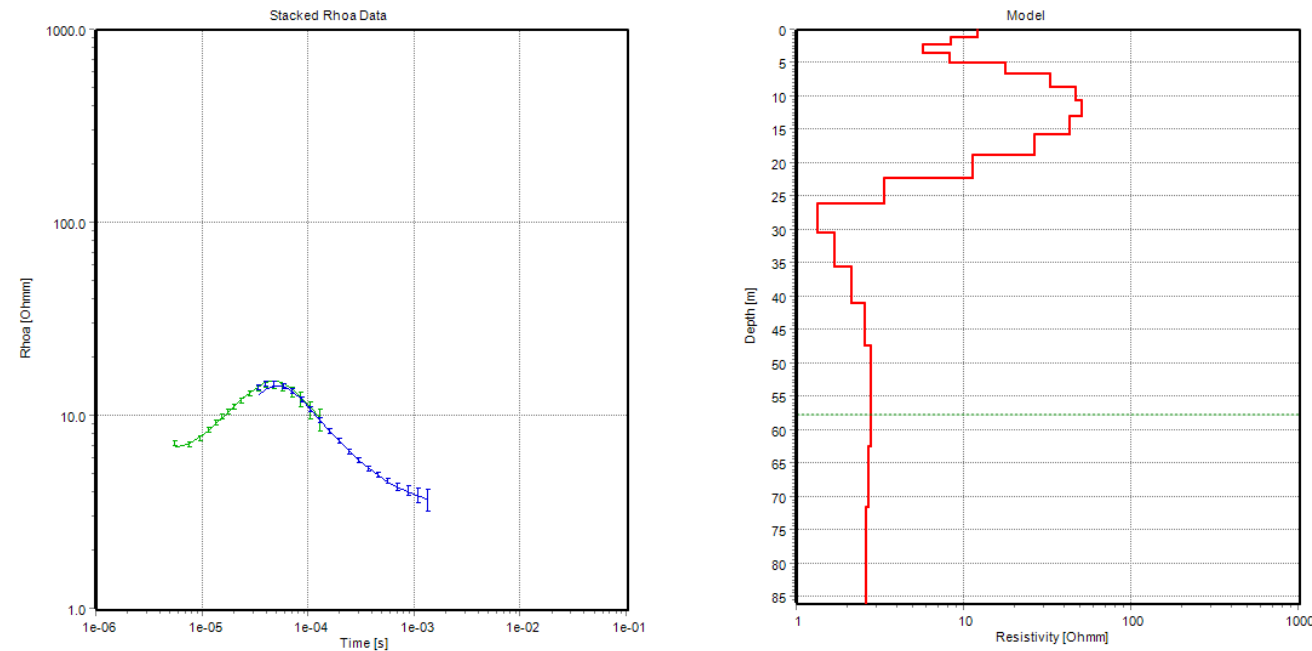 Stacked Rhoa Data
1000.0
100.0
10.0
1.0
Rhoa [Ohmm]
1e-06 1e-05 1e-04 1e-03 1e-02 1e-01
Time [s]
Model
0
5
10
15
20
25
30
35
40
45
50
55
60
65
70
75
80
85
Depth [m]
1 10 100 1000
Resistivity [Ohmm]